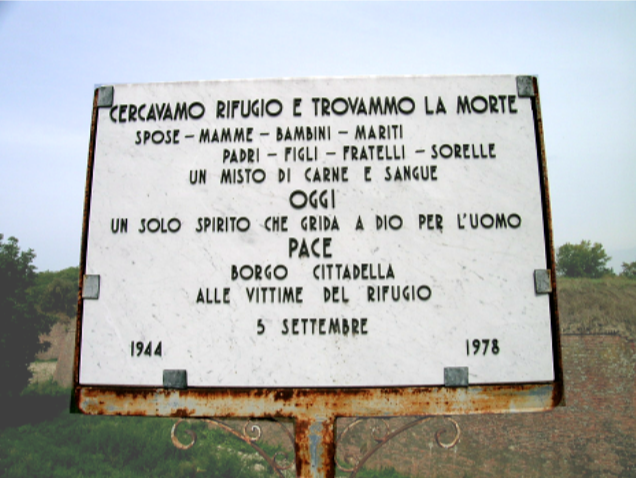 CERCAVAMO RIFUGIO E TROVAMMO LA MORTE
SPOSE – MAMME – BAMBINI – MARITI
PADRI – FIGLI – FRATELLI – SORELLE
UN MISTO DI CARNE E SANGUE
OGGI
UN SOLO SPIRITO CHE GRIDA A DIO PER L'UOMO
PACE
BORGO CITTADELLA
ALLE VITTIME DEL RIFUGIO
5 SETTEMBRE
1944 1978